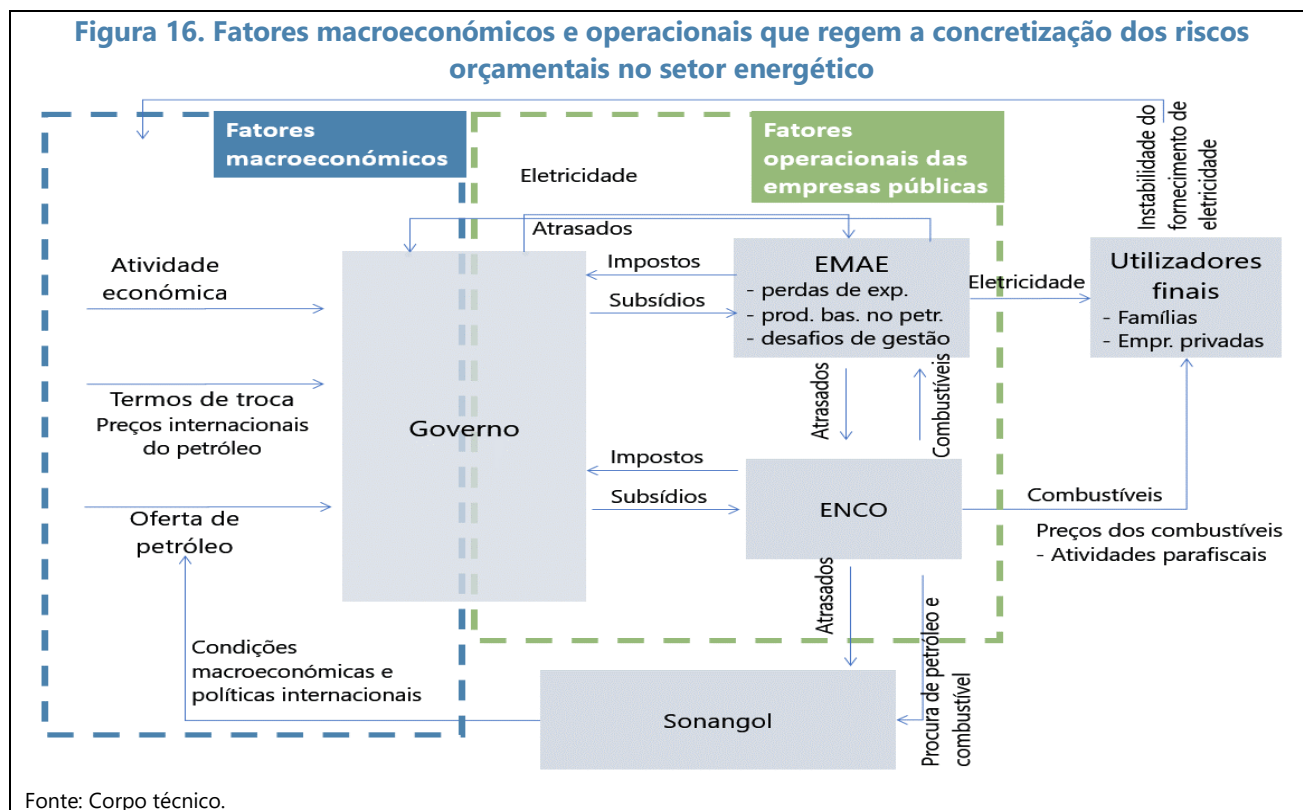 Figura 16. Fatores macroeconómicos e operacionais que regem a concretização dos riscos
orçamentais no setor energético
Fatores
macroeconómicos
Fatores
operacionais das
empresas públicas
Instabilidade do
fornecimento de
eletricidade
Eletricidade
Atrasados
Atividade
económica
Termos de troca
Preços internacionais
do petróleo
Oferta de
petróleo
Governo
Impostos
Subsídios
EMAE
- perdas de exp.
- prod. bas. no petr.
- desafios de gestão
Eletricidade
Utilizadores
finais
- Famílias
- Empr. privadas
Atrasados
Combustíveis
Impostos
Subsídios
ENCO
Combustíveis
Preços dos combustíveis
- Atividades parafiscais
Atrasados
Procura de petróleo e
combustível
Condições
macroeconómicas e
políticas internacionais
Sonangol
Fonte: Corpo técnico.